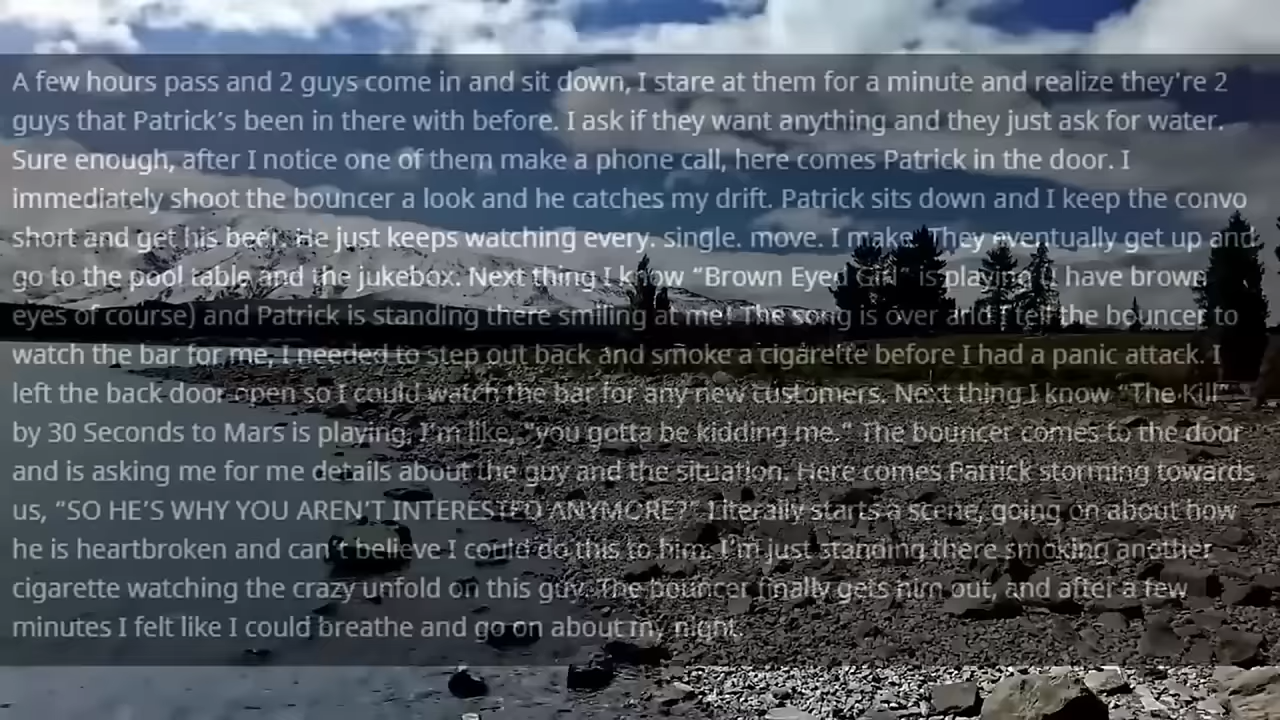 A few hours pass and 2 guys come in and sit down, I stare at them for a minute and realize they're 2
guys that Patrick's been in there with before. I ask if they want anything and they just ask for water.
Sure enough, after I notice one of them make a phone call, here comes Patrick in the door. I
immediately shoot the bouncer a look and he catches my drift. Patrick sits down and I keep the convo
short and get his beer. He just keeps watching every. single. move. I make. They eventually get up and
go to the pool table and the jukebox. Next thing I know “Brown Eyed Girl” is playing (I have brown
eyes of course) and Patrick is standing there smiling at me! The song is over and I tell the bouncer to
watch the bar for me, I needed to step out back and smoke a cigarette before I had a panic attack. I
left the back door open so I could watch the bar for any new customers. Next thing I know “The Kill”
by 30 Seconds to Mars is playing, I'm like, “you gotta be kidding me.” The bouncer comes to the door
and is asking me for me details about the guy and the situation. Here comes Patrick storming towards
us, “SO HE'S WHY YOU AREN'T INTERESTED ANYMORE?” Literally starts a scene, going on about how
he is heartbroken and can't believe I could do this to him. I'm just standing there smoking another
cigarette watching the crazy unfold on this guy. The bouncer finally gets him out, and after a few
minutes I felt like I could breathe and go on about my night.